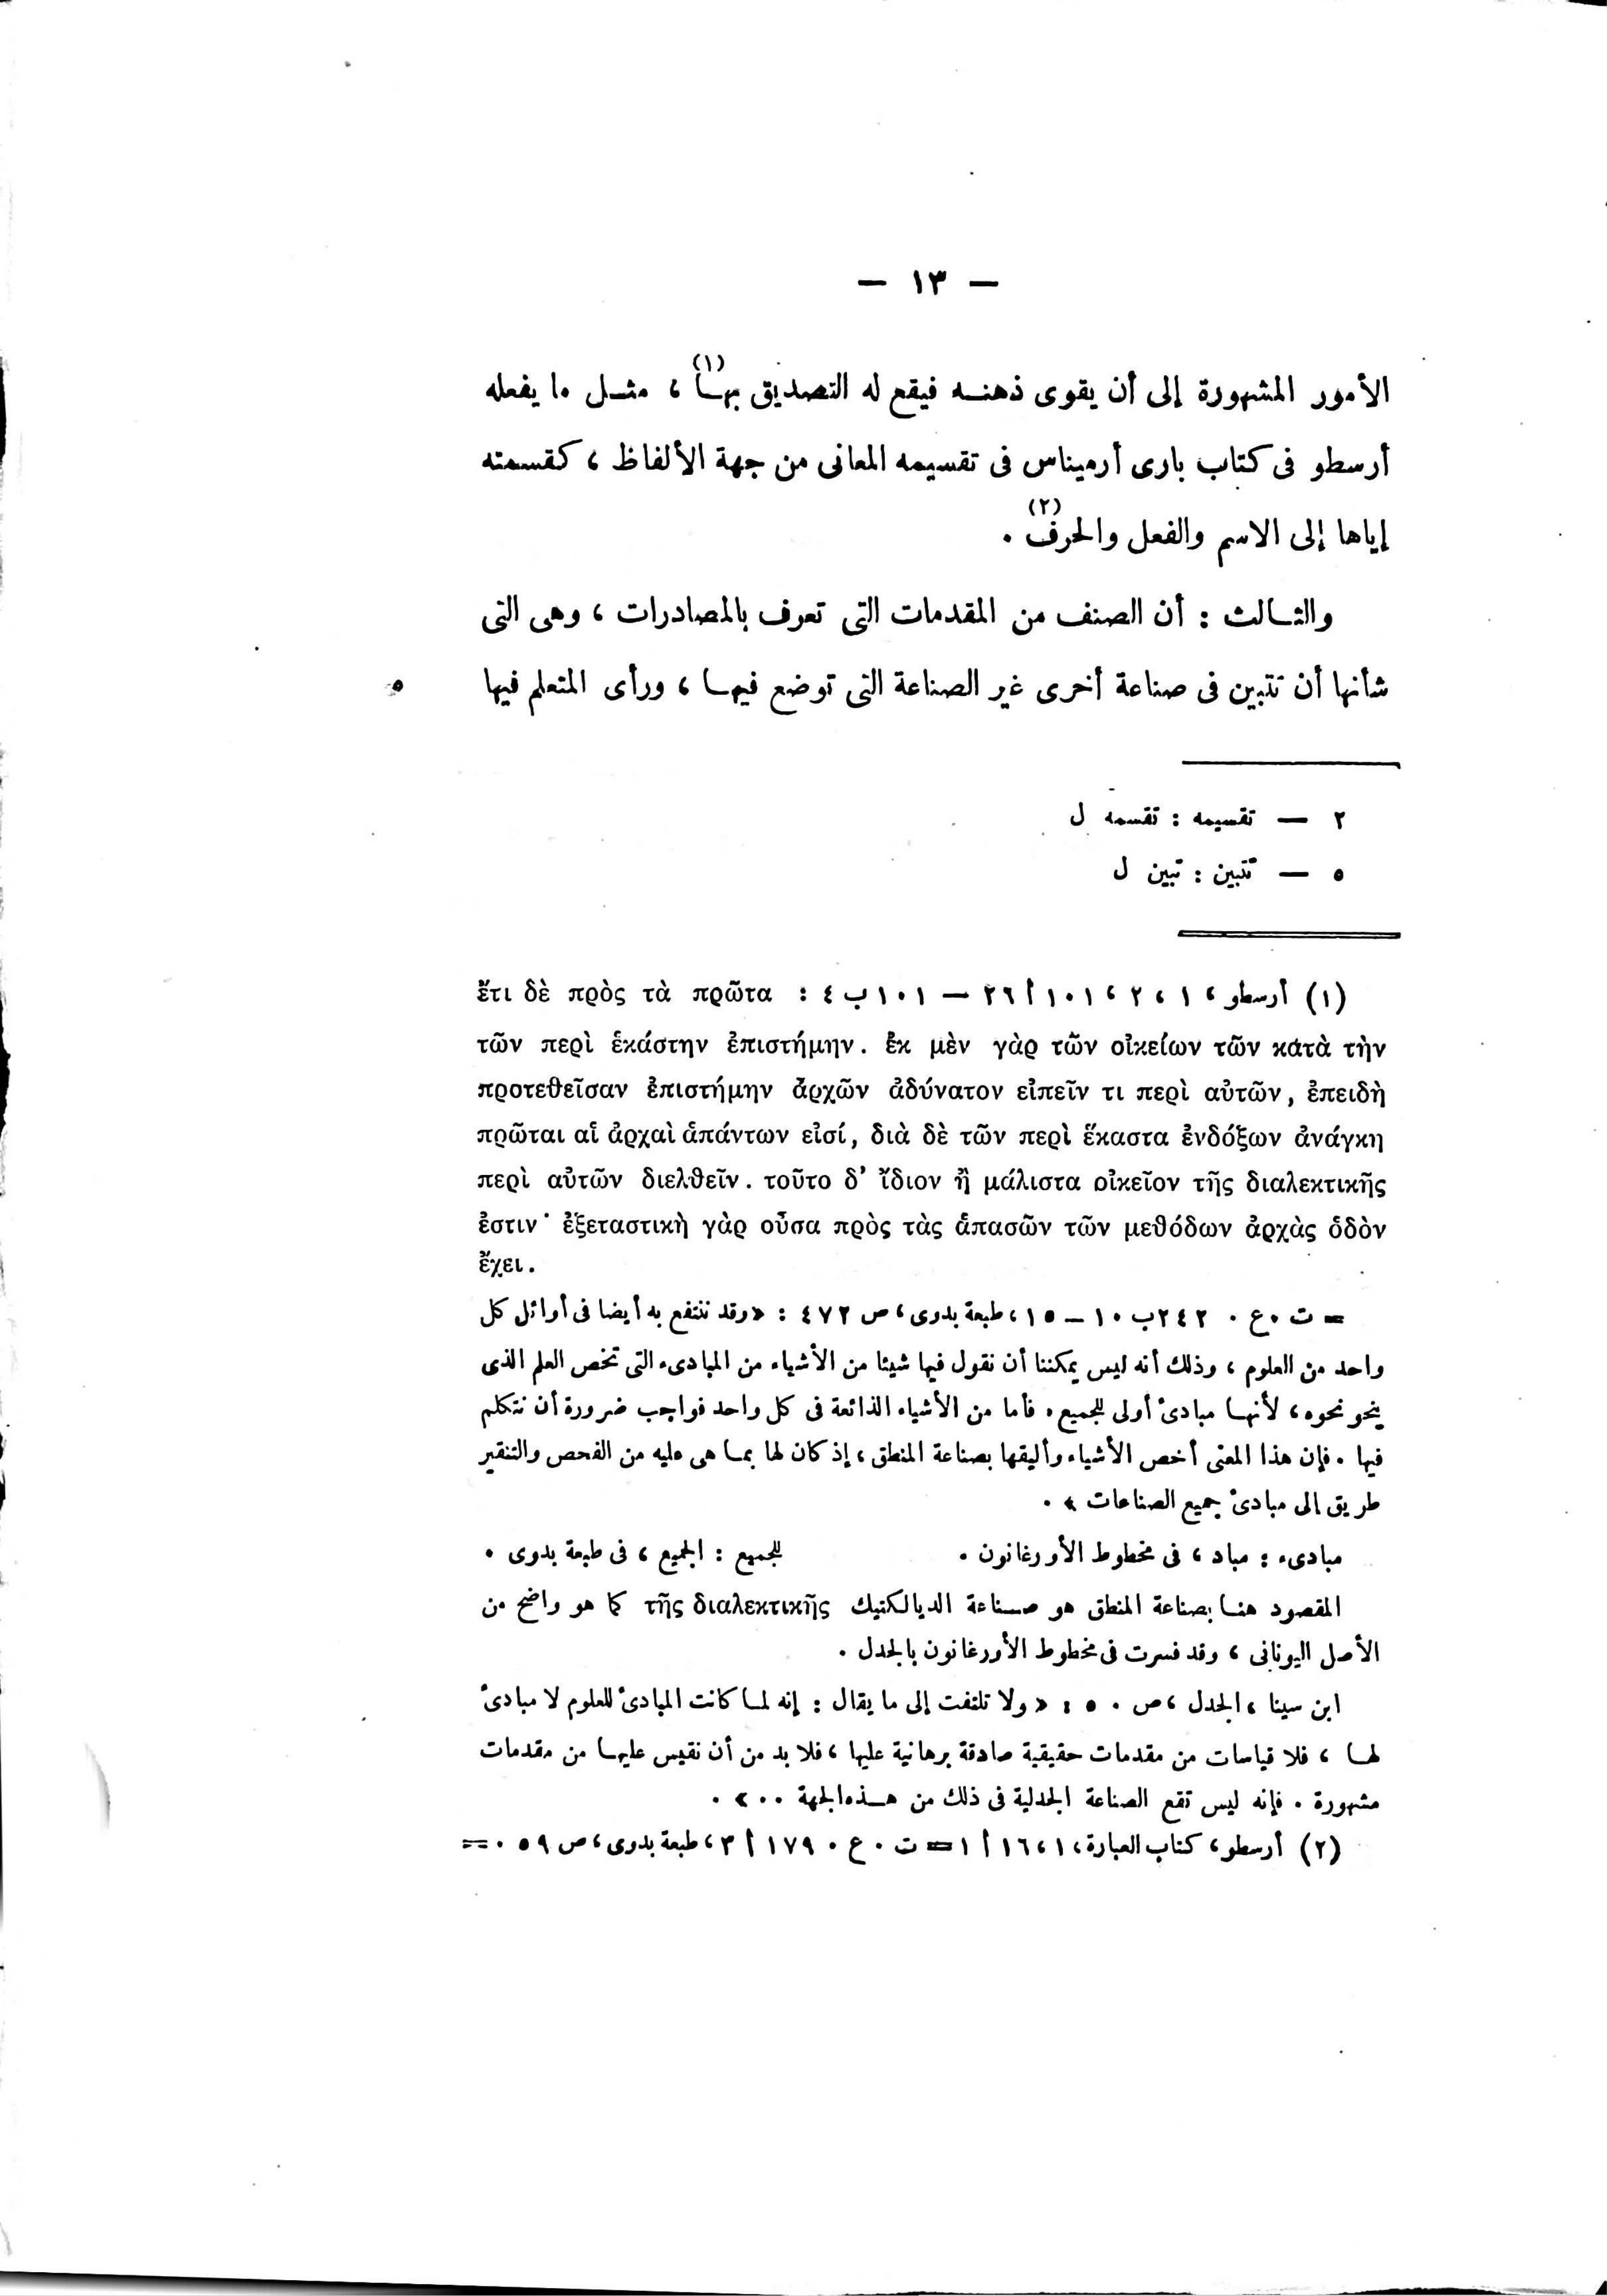 — ١٣ —
الأمور المشهورة إلى أن يقوى ذهنه فيقع له التصديق بها(١) ، مثل ما يفعله
أرسطو فى كتاب بارى أرميناس فى تقسيمه المعانى من جهة الألفاظ ، كقسمته
إياها إلى الاسم والفعل والحرف(٢) .
والثالث : أن الصنف من المقدمات التى تعرف بالمصادرات ، وهى التى
شأنها أن تتبين فى صناعة أخرى غير الصناعة التى توضع فيها ، ورأى المتعلم فيها ٥
٢ — تقسيمه : تقسمه ل
٥ — تتبين : تبين ل
(١) أرسطو ، ١ ، ٢ ، ١٠١ أ ٢٦ — ١٠١ ب ٤ : ἔτι δὲ πρὸς τὰ πρῶτα
τῶν περὶ ἑκάστην ἐπιστήμην. ἐκ μὲν γὰρ τῶν οἰκείων τῶν κατὰ τὴν
προτεθεῖσαν ἐπιστήμην ἀρχῶν ἀδύνατον εἰπεῖν τι περὶ αὐτῶν, ἐπειδὴ
πρῶται αἱ ἀρχαὶ ἁπάντων εἰσί, διὰ δὲ τῶν περὶ ἕκαστα ἐνδόξων ἀνάγκη
περὶ αὐτῶν διελθεῖν. τοῦτο δ’ ἴδιον ἢ μάλιστα οἰκεῖον τῆς διαλεκτικῆς
ἐστιν· ἐξεταστικὴ γὰρ οὖσα πρὸς τὰς ἁπασῶν τῶν μεθόδων ἀρχὰς ὁδὸν
ἔχει.
= ت . ع . ٢٤٢ ب ١٠ – ١٥ ، طبعة بدوى ، ص ٤٧٢ : « وقد ننتفع به أيضا فى أوائل كل
واحد من العلوم ، وذلك أنه ليس يمكننا أن نقول فيها شيئا من الأشياء من المبادىء التى تخص العلم الذى
ينحو نحوه ، لأنها مبادئ أولى للجميع . فأما من الأشياء الذائعة فى كل واحد فواجب ضرورة أن نتكلم
فيها . فإن هذا المعنى أخص الأشياء وأليقها بصناعة المنطق ، إذ كان لها بما هى عليه من الفحص والتنقير
طريق إلى مبادئ جميع الصناعات » .
مبادىء : مباد ، فى مخطوط الأورغانون . للجميع : الجميع ، فى طبعة بدوى .
المقصود هنا بصناعة المنطق هو صناعة الديالكتيك τῆς διαλεκτικῆς كما هو واضح من
الأصل اليونانى ، وقد فسرت فى مخطوط الأورغانون بالجدل .
ابن سينا ، الجدل ، ص ٥٠ : « ولا تلتفت إلى ما يقال : إنه لما كانت المبادئ للعلوم لا مبادئ
لها ، فلا قياسات من مقدمات حقيقية صادقة برهانية عليها ، فلا بد من أن نقيس عليها من مقدمات
مشهورة . فإنه ليس تقع الصناعة الجدلية فى ذلك من هذه الجهة .. » .
(٢) أرسطو ، كتاب العبارة ، ١ ، ١٦ أ ١ = ت . ع . ١٧٩ أ ٣ ، طبعة بدوى ، ص ٥٩ . =